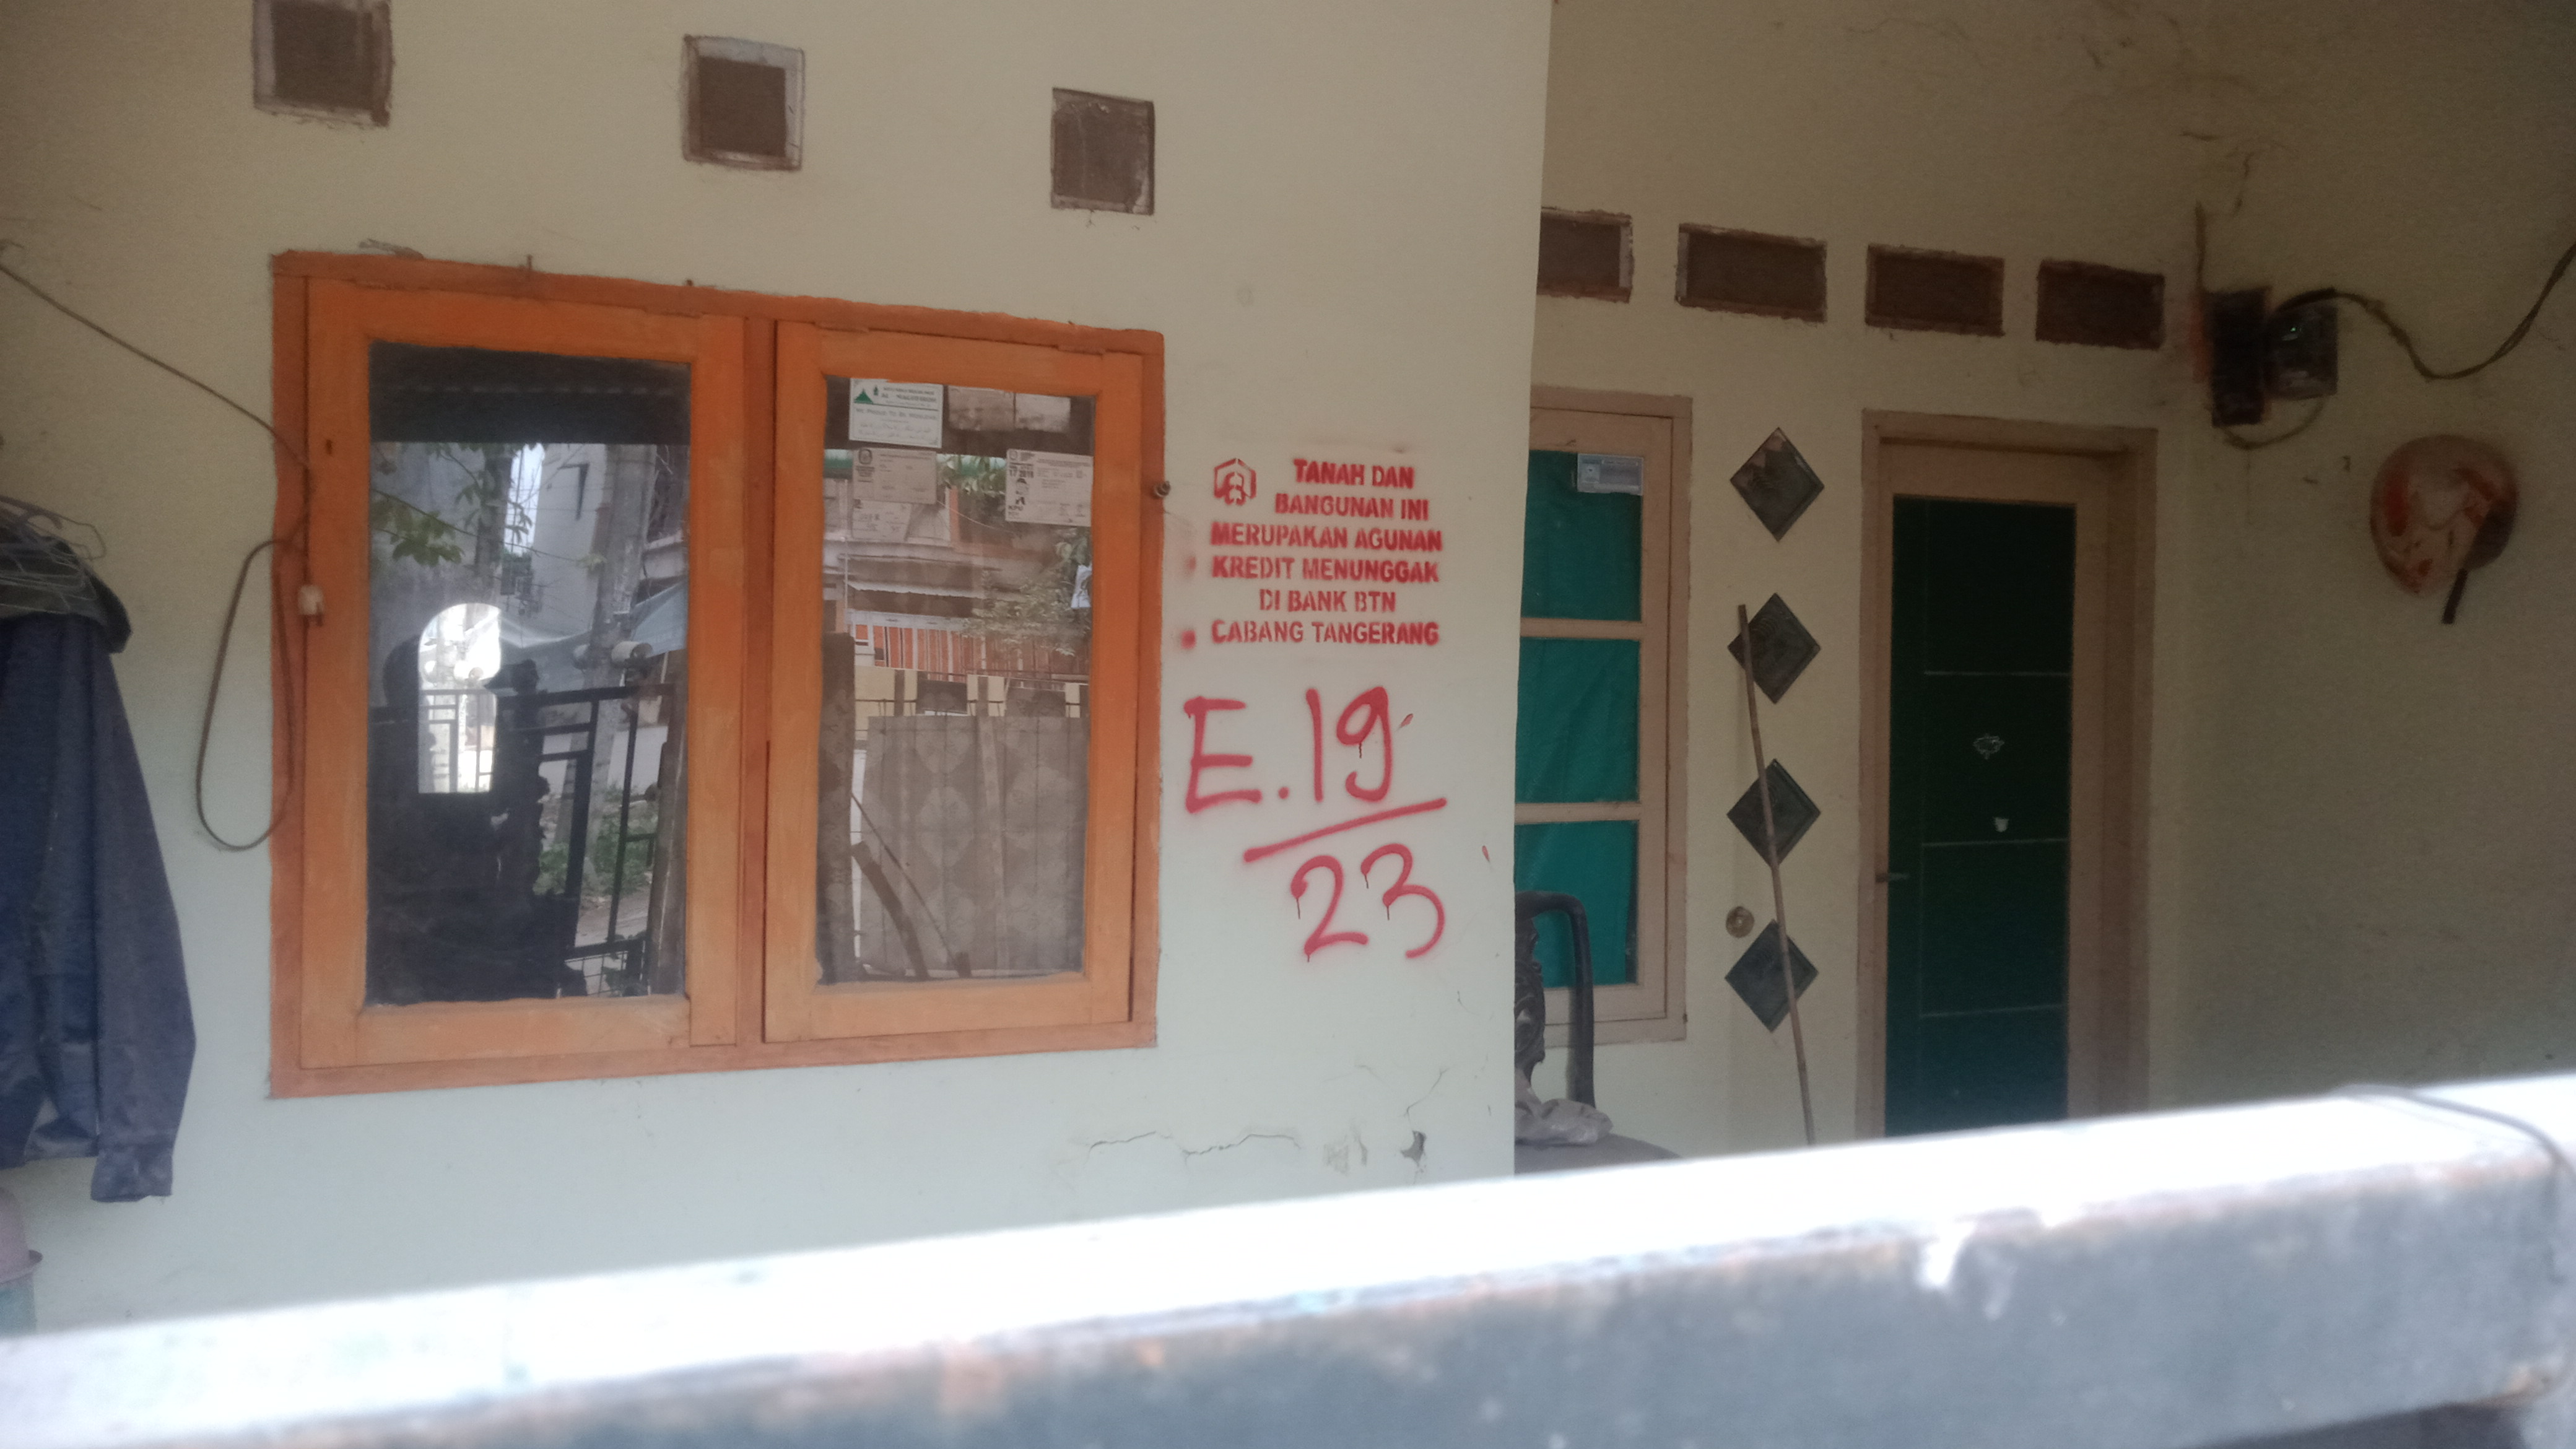 TANAH DAN
BANGUNAN INI
MERUPAKAN AGUNAN
KREDIT MENUNGGAK
DI BANK BTN
CABANG TANGERANG
E.19
23